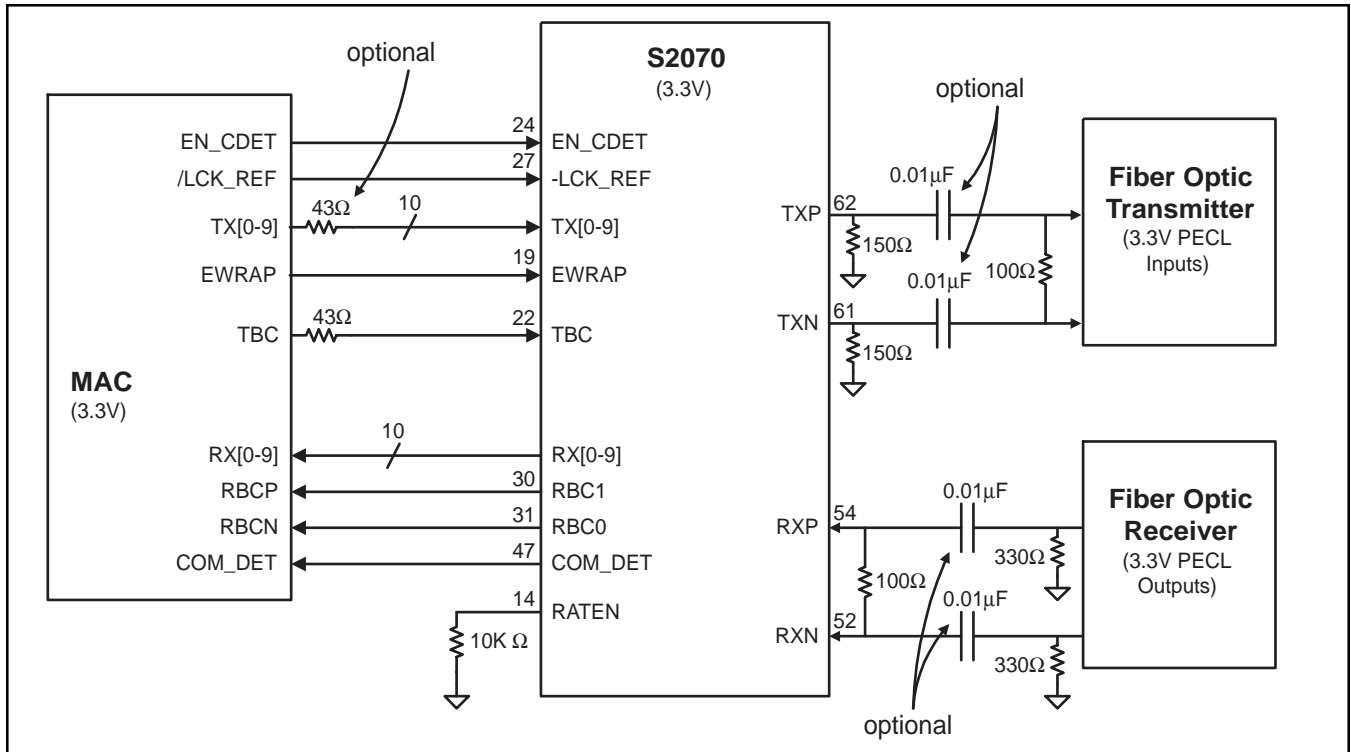 optional
MAC
(3.3V)
EN_CDET
/LCK_REF
TX[0-9]
EWRAP
TBC
RX[0-9]
RBCP
RBCN
COM_DET
24
27
43Ω
10
19
43Ω
22
10
30
31
47
14
10K Ω
S2070
(3.3V)
EN_CDET
-LCK_REF
TX[0-9]
EWRAP
TBC
RX[0-9]
RBC1
RBC0
COM_DET
RATEN
TXP
TXN
RXP
RXN
optional
62
0.01µF
150Ω
0.01µF
100Ω
61
150Ω
Fiber Optic
Transmitter
(3.3V PECL
Inputs)
54
0.01µF
330Ω
100Ω
0.01µF
52
330Ω
optional
Fiber Optic
Receiver
(3.3V PECL
Outputs)